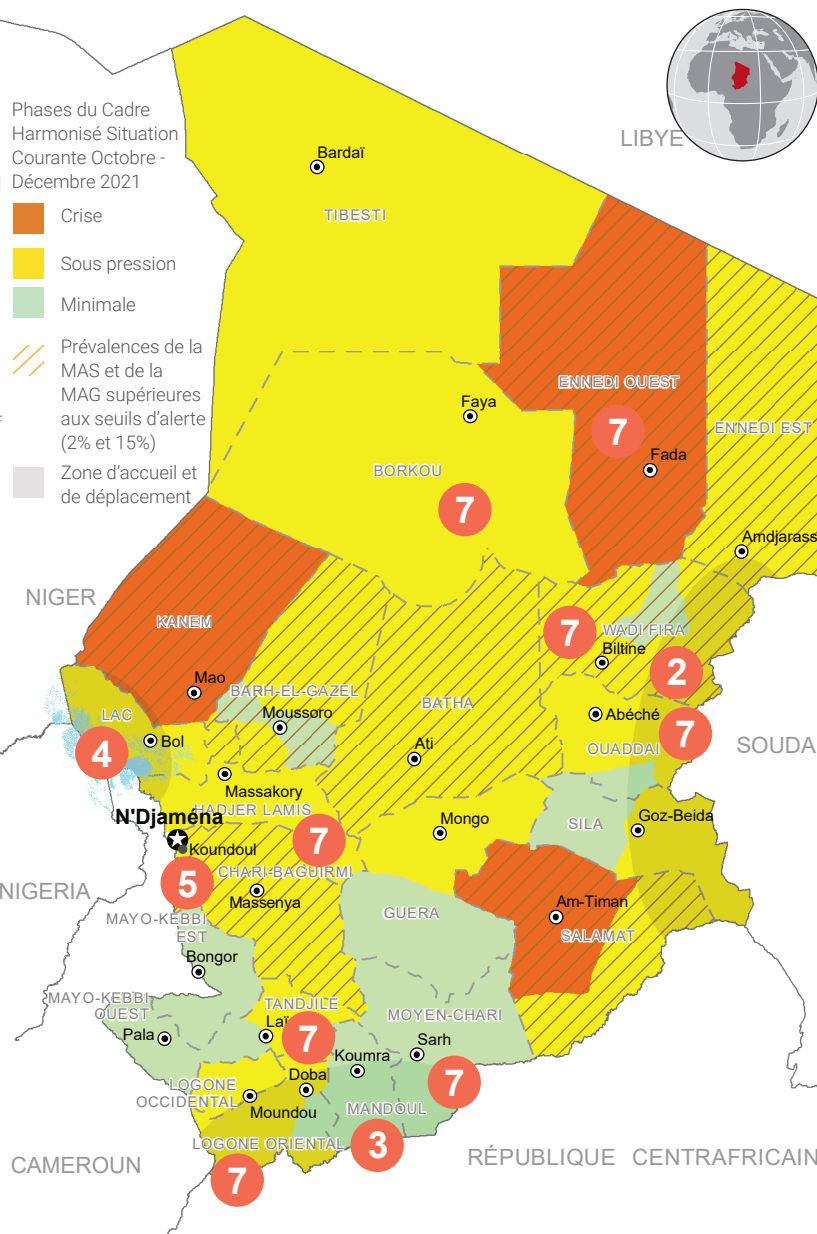 Phases du Cadre
Harmonisé Situation
Courante Octobre -
Décembre 2021
Crise
Sous pression
Minimale
Prévalences de la
MAS et de la
MAG supérieures
aux seuils d'alerte
(2% et 15%)
Zone d'accueil et
de déplacement
LIBYE
Bardaï
TIBESTI
ENNEDI OUEST
Faya
7
ENNEDI EST
Fada
BORKOU
7
Amdjarass
NIGER
KANEM
7
WADI FIRA
Biltine
Mao
2
BARH-EL-GAZEL
BATHA
LAC
Moussoro
Abéché
7
Bol
OUADDAI
SOUDA
4
Ati
Massakory
HADJER LAMIS
N'Djaména
Mongo
SILA
Goz-Beida
7
Koundoul
CHARI-BAGUIRMI
5
NIGERIA
Massenya
Am-Timan
GUERA
MAYO-KEBBI
EST
SALAMAT
Bongor
MAYO-KEBBI
OUEST
TANDJILE
MOYEN-CHARI
Laï
7
Pala
Sarh
Koumra
7
LOGONE
OCCIDENTAL
Doba
Moundou
MANDOUL
LOGONE ORIENTAL
3
CAMEROUN
RÉPUBLIQUE CENTRAFRICAIN
7